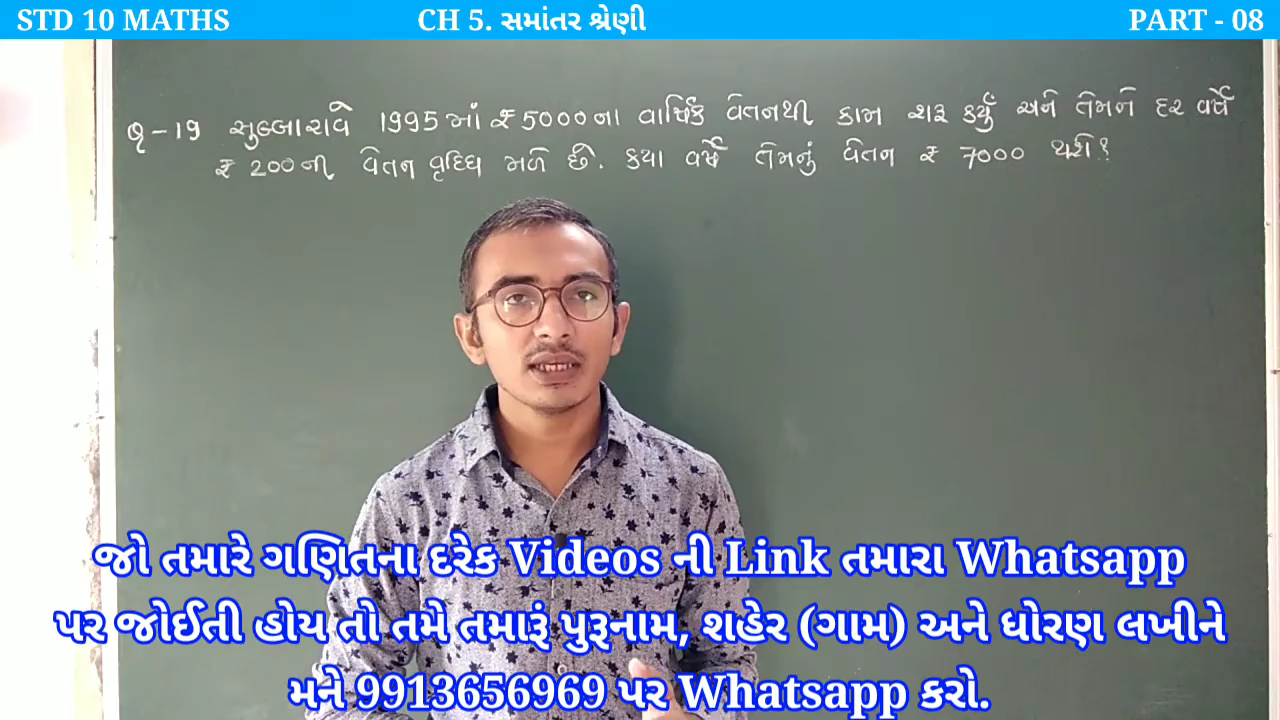 STD 10 MATHS CH 5. સમાંતર શ્રેણી PART - 08
Q-19 સુબ્બારાવે 1995માં ₹5000ના વાર્ષિક વેતનથી કામ શરૂ કર્યું અને તેમને દર વર્ષે
₹ 200ની વેતન વૃદ્ધિ મળે છે. કયા વર્ષે તેમનું વેતન ₹ 7000 થશે?
જો તમારે ગણિતના દરેક Videos ની Link તમારા Whatsapp
પર જોઈતી હોય તો તમે તમારૂં પુરૂનામ, શહેર (ગામ) અને ધોરણ લખીને
મને 9913656969 પર Whatsapp કરો.